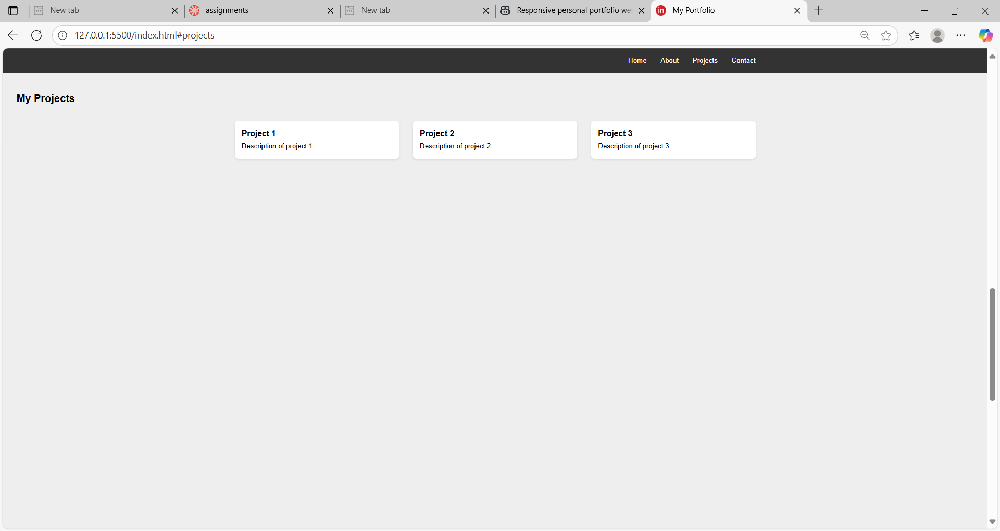 New tab
assignments
New tab
Responsive personal portfolio we
in My Portfolio
127.0.0.1:5500/index.html#projects
Home About Projects Contact
My Projects
Project 1 Project 2 Project 3
Description of project 1 Description of project 2 Description of project 3